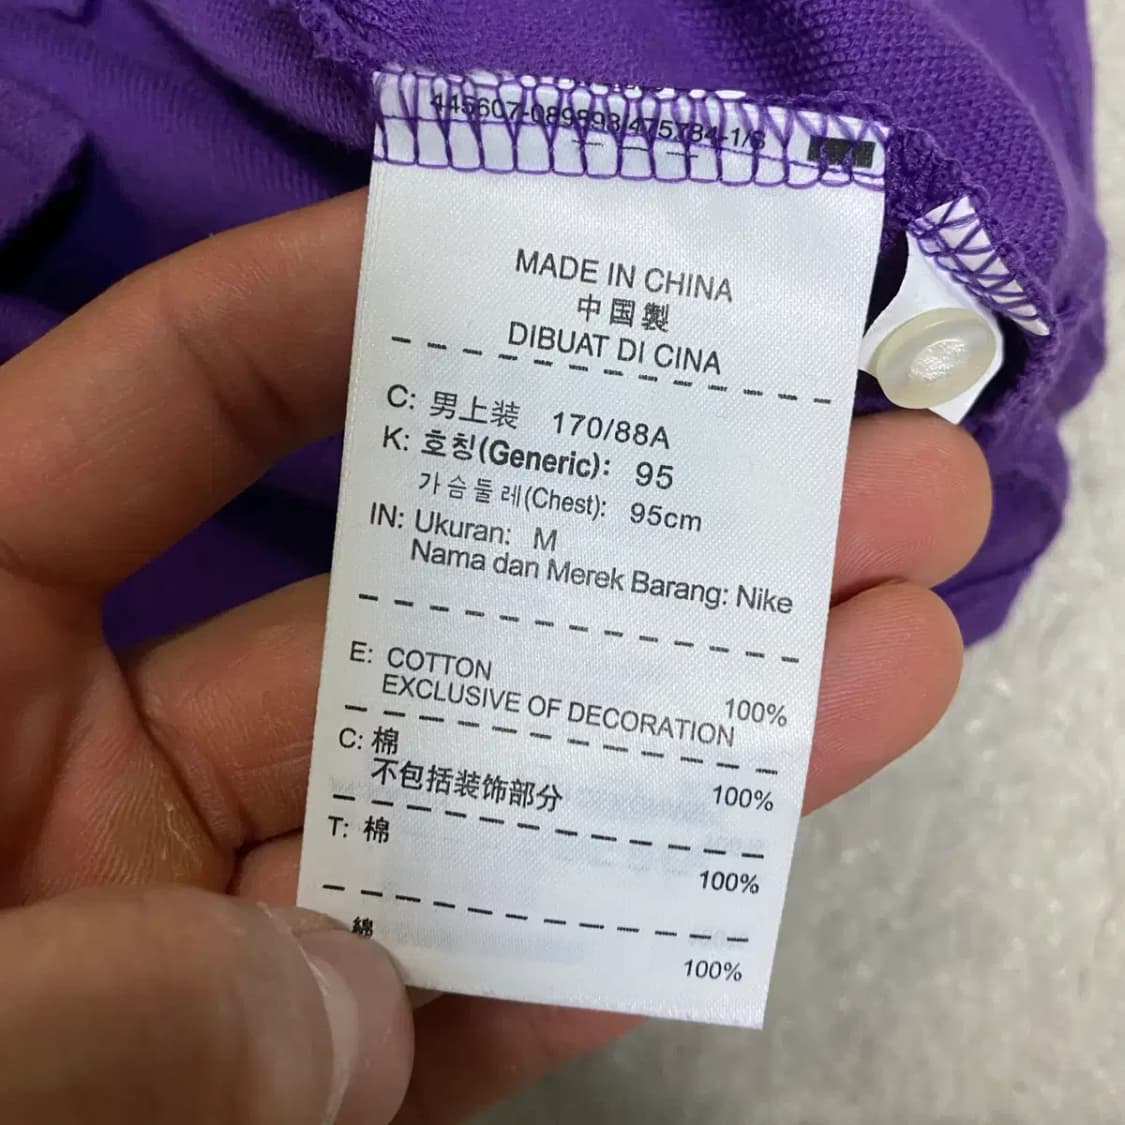 445607-089898 475784-1/8
MADE IN CHINA
中国製
DIBUAT DI CINA
C: 男上装 170/88A
K: 호칭(Generic): 95
가슴둘레(Chest): 95cm
IN: Ukuran: M
Nama dan Merek Barang: Nike
E: COTTON 100%
EXCLUSIVE OF DECORATION
C: 棉 100%
不包括装饰部分
T: 棉 100%
綿 100%